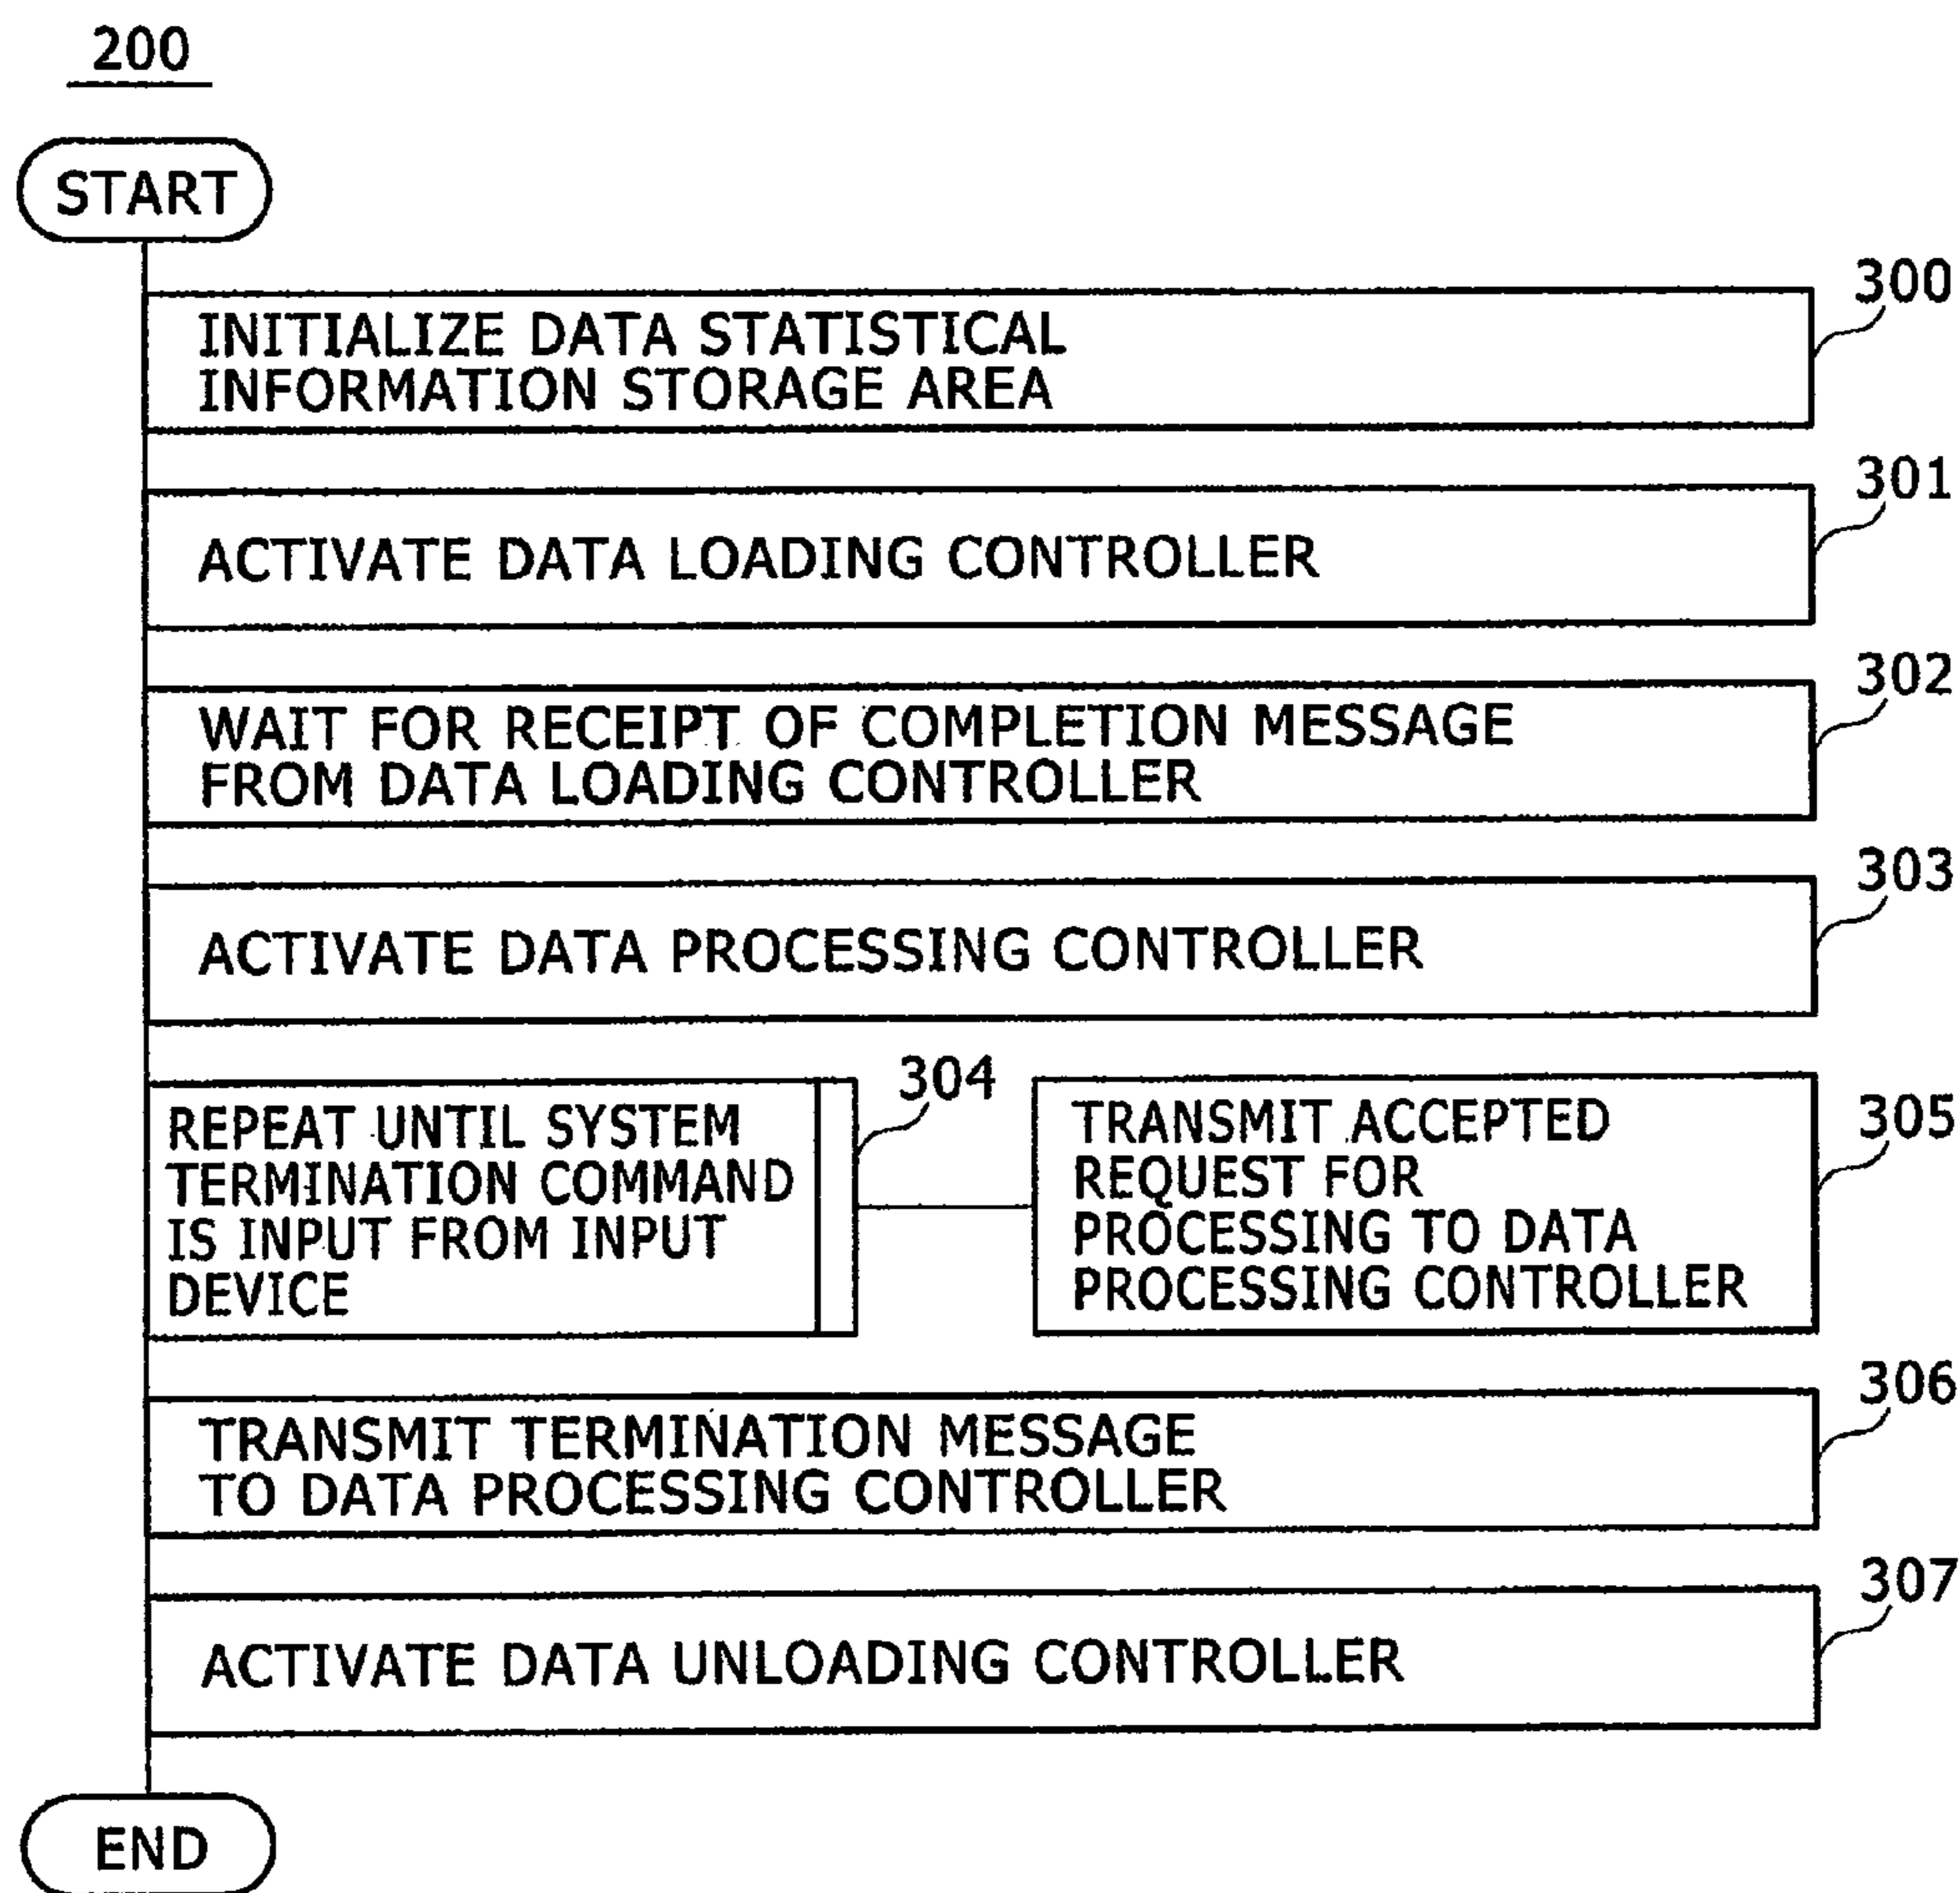 200
START
300
INITIALIZE DATA STATISTICAL
INFORMATION STORAGE AREA
301
ACTIVATE DATA LOADING CONTROLLER
302
WAIT FOR RECEIPT OF COMPLETION MESSAGE
FROM DATA LOADING CONTROLLER
303
ACTIVATE DATA PROCESSING CONTROLLER
304
REPEAT UNTIL SYSTEM
TERMINATION COMMAND
IS INPUT FROM INPUT
DEVICE
305
TRANSMIT ACCEPTED
REQUEST FOR
PROCESSING TO DATA
PROCESSING CONTROLLER
306
TRANSMIT TERMINATION MESSAGE
TO DATA PROCESSING CONTROLLER
307
ACTIVATE DATA UNLOADING CONTROLLER
END